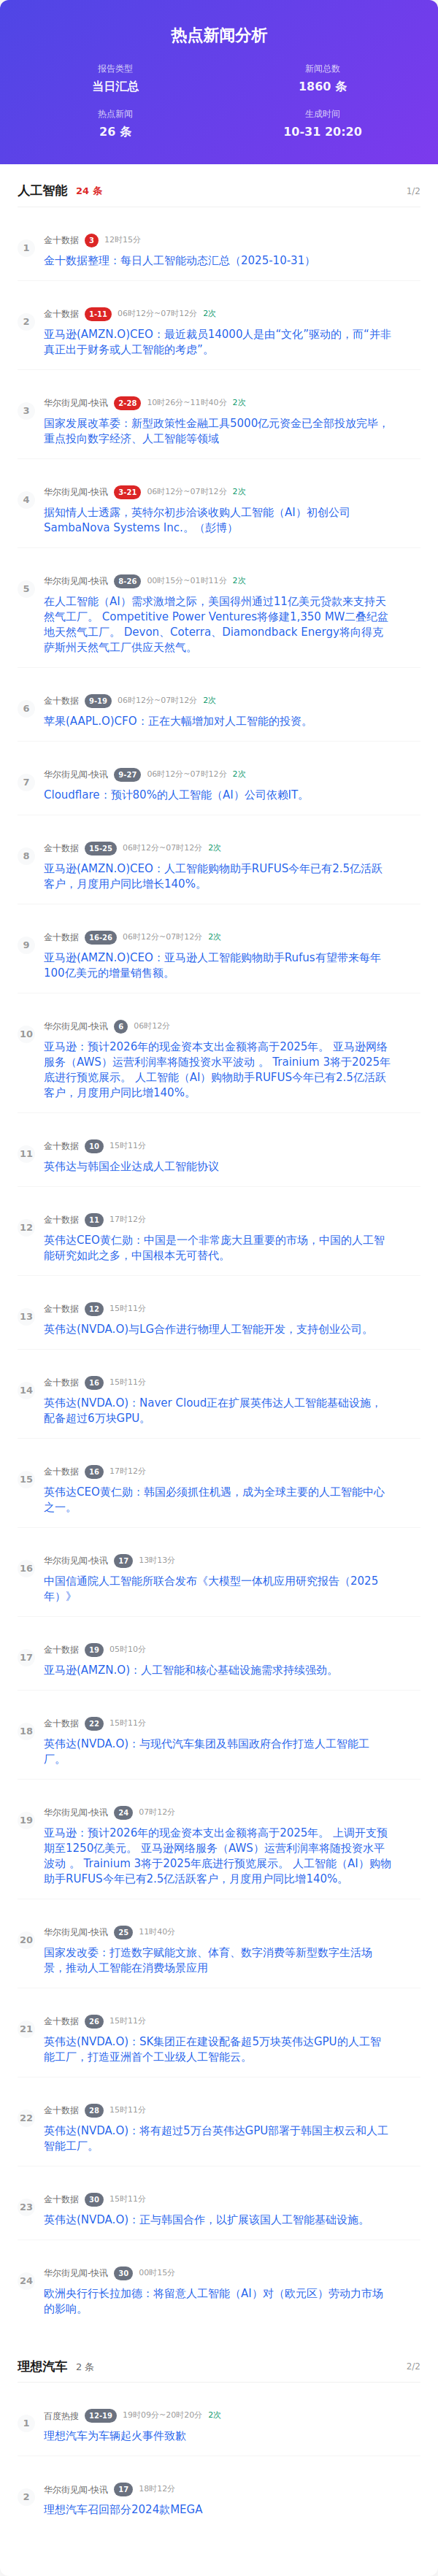 热点新闻分析
报告类型
当日汇总
新闻总数
1860 条
热点新闻
26 条
生成时间
10-31 20:20
人工智能 24 条 1/2
1
金十数据 3 12时15分
金十数据整理：每日人工智能动态汇总（2025-10-31）
2
金十数据 1-11 06时12分~07时12分 2次
亚马逊(AMZN.O)CEO：最近裁员14000人是由“文化”驱动的，而“并非
真正出于财务或人工智能的考虑”。
3
华尔街见闻-快讯 2-28 10时26分~11时40分 2次
国家发展改革委：新型政策性金融工具5000亿元资金已全部投放完毕，
重点投向数字经济、人工智能等领域
4
华尔街见闻-快讯 3-21 06时12分~07时12分 2次
据知情人士透露，英特尔初步洽谈收购人工智能（AI）初创公司
SambaNova Systems Inc.。（彭博）
5
华尔街见闻-快讯 8-26 00时15分~01时11分 2次
在人工智能（AI）需求激增之际，美国得州通过11亿美元贷款来支持天
然气工厂。 Competitive Power Ventures将修建1,350 MW二叠纪盆
地天然气工厂。 Devon、Coterra、Diamondback Energy将向得克
萨斯州天然气工厂供应天然气。
6
金十数据 9-19 06时12分~07时12分 2次
苹果(AAPL.O)CFO：正在大幅增加对人工智能的投资。
7
华尔街见闻-快讯 9-27 06时12分~07时12分 2次
Cloudflare：预计80%的人工智能（AI）公司依赖IT。
8
金十数据 15-25 06时12分~07时12分 2次
亚马逊(AMZN.O)CEO：人工智能购物助手RUFUS今年已有2.5亿活跃
客户，月度用户同比增长140%。
9
金十数据 16-26 06时12分~07时12分 2次
亚马逊(AMZN.O)CEO：亚马逊人工智能购物助手Rufus有望带来每年
100亿美元的增量销售额。
10
华尔街见闻-快讯 6 06时12分
亚马逊：预计2026年的现金资本支出金额将高于2025年。 亚马逊网络
服务（AWS）运营利润率将随投资水平波动 。 Trainium 3将于2025年
底进行预览展示。 人工智能（AI）购物助手RUFUS今年已有2.5亿活跃
客户，月度用户同比增140%。
11
金十数据 10 15时11分
英伟达与韩国企业达成人工智能协议
12
金十数据 11 17时12分
英伟达CEO黄仁勋：中国是一个非常庞大且重要的市场，中国的人工智
能研究如此之多，中国根本无可替代。
13
金十数据 12 15时11分
英伟达(NVDA.O)与LG合作进行物理人工智能开发，支持创业公司。
14
金十数据 16 15时11分
英伟达(NVDA.O)：Naver Cloud正在扩展英伟达人工智能基础设施，
配备超过6万块GPU。
15
金十数据 16 17时12分
英伟达CEO黄仁勋：韩国必须抓住机遇，成为全球主要的人工智能中心
之一。
16
华尔街见闻-快讯 17 13时13分
中国信通院人工智能所联合发布《大模型一体机应用研究报告（2025
年）》
17
金十数据 19 05时10分
亚马逊(AMZN.O)：人工智能和核心基础设施需求持续强劲。
18
金十数据 22 15时11分
英伟达(NVDA.O)：与现代汽车集团及韩国政府合作打造人工智能工
厂。
19
华尔街见闻-快讯 24 07时12分
亚马逊：预计2026年的现金资本支出金额将高于2025年。 上调开支预
期至1250亿美元。 亚马逊网络服务（AWS）运营利润率将随投资水平
波动 。 Trainium 3将于2025年底进行预览展示。 人工智能（AI）购物
助手RUFUS今年已有2.5亿活跃客户，月度用户同比增140%。
20
华尔街见闻-快讯 25 11时40分
国家发改委：打造数字赋能文旅、体育、数字消费等新型数字生活场
景，推动人工智能在消费场景应用
21
金十数据 26 15时11分
英伟达(NVDA.O)：SK集团正在建设配备超5万块英伟达GPU的人工智
能工厂，打造亚洲首个工业级人工智能云。
22
金十数据 28 15时11分
英伟达(NVDA.O)：将有超过5万台英伟达GPU部署于韩国主权云和人工
智能工厂。
23
金十数据 30 15时11分
英伟达(NVDA.O)：正与韩国合作，以扩展该国人工智能基础设施。
24
华尔街见闻-快讯 30 00时15分
欧洲央行行长拉加德：将留意人工智能（AI）对（欧元区）劳动力市场
的影响。
理想汽车 2 条 2/2
1
百度热搜 12-19 19时09分~20时20分 2次
理想汽车为车辆起火事件致歉
2
华尔街见闻-快讯 17 18时12分
理想汽车召回部分2024款MEGA